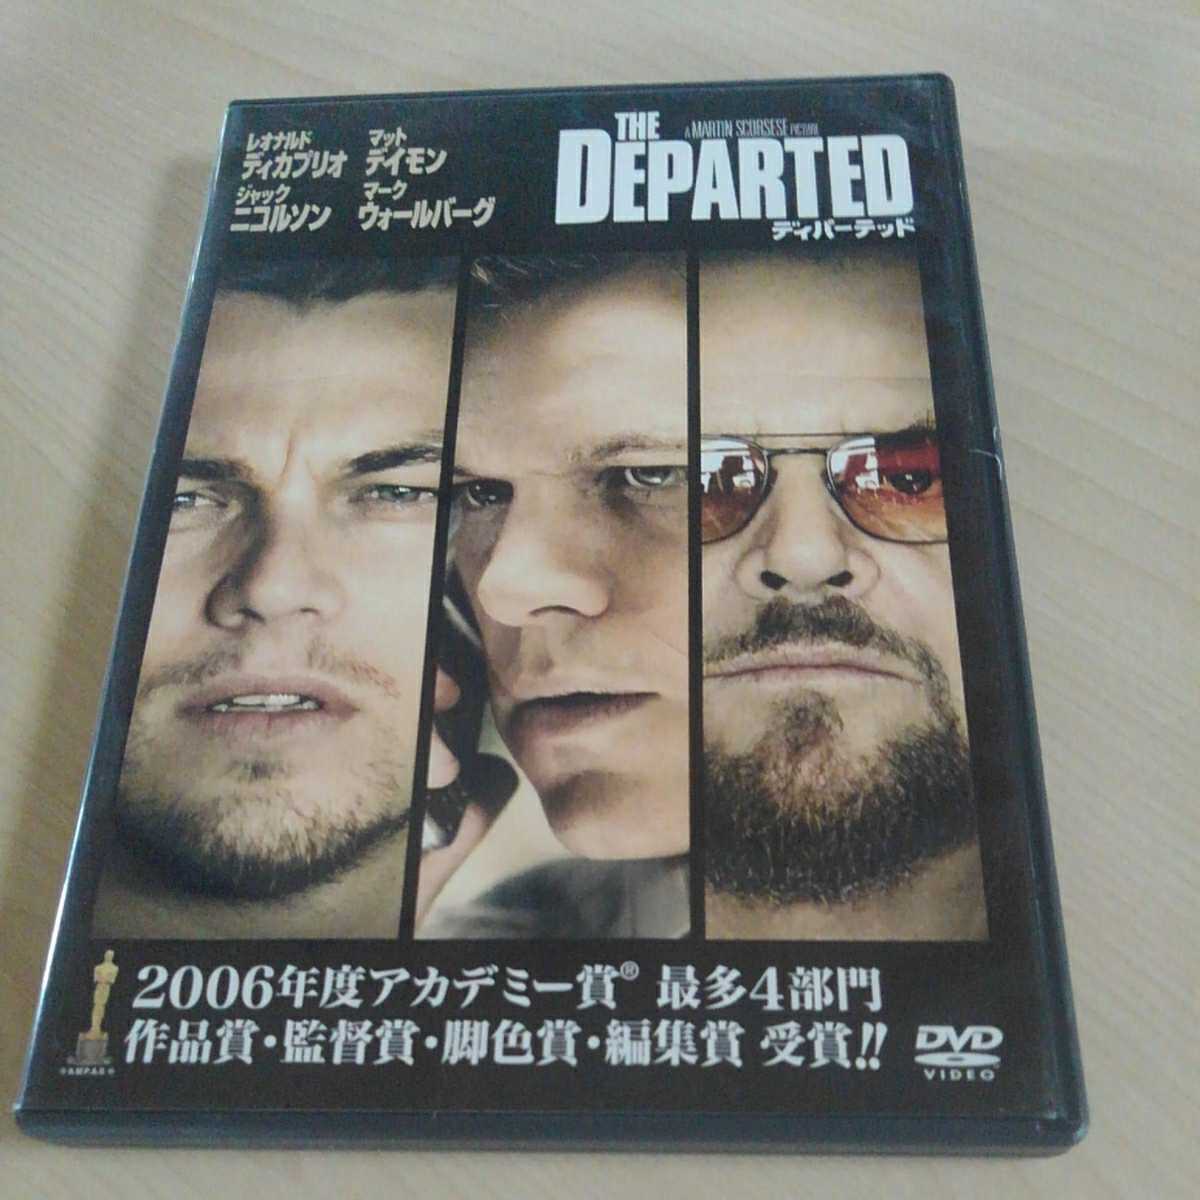 レオナルド
ディカプリオ
マット
デイモン
ジャック
ニコルソン
マーク
ウォールバーグ
A MARTIN SCORSESE PICTURE
THE
DEPARTED
ディパーテッド
2006年度アカデミー賞® 最多4部門
作品賞・監督賞・脚色賞・編集賞 受賞!!
©AMPAS®
DVD
VIDEO